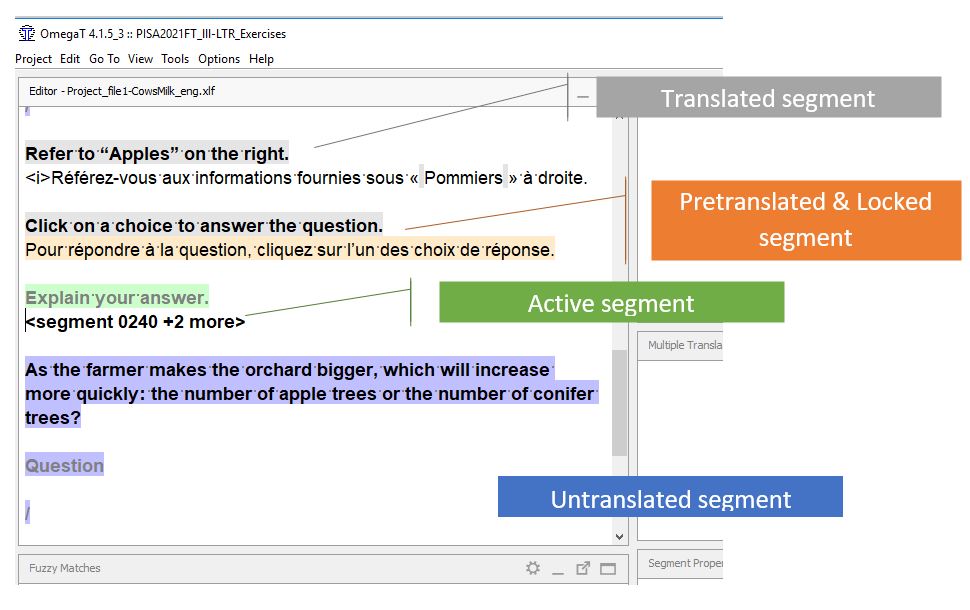 OmegaT 4.1.5_3 :: PISA2021FT_III-LTR_Exercises
Project Edit Go To View Tools Options Help
Editor - Project_file1-CowsMilk_eng.xlf
Translated segment
/
Refer to “Apples” on the right.
<i>Référez-vous aux informations fournies sous « Pommiers » à droite.
Pretranslated & Locked
segment
Click on a choice to answer the question.
Pour répondre à la question, cliquez sur l’un des choix de réponse.
Explain your answer.
Active segment
<segment 0240 +2 more>
Multiple Transla
As the farmer makes the orchard bigger, which will increase
more quickly: the number of apple trees or the number of conifer
trees?
Question
Untranslated segment
/
Fuzzy Matches
Segment Proper